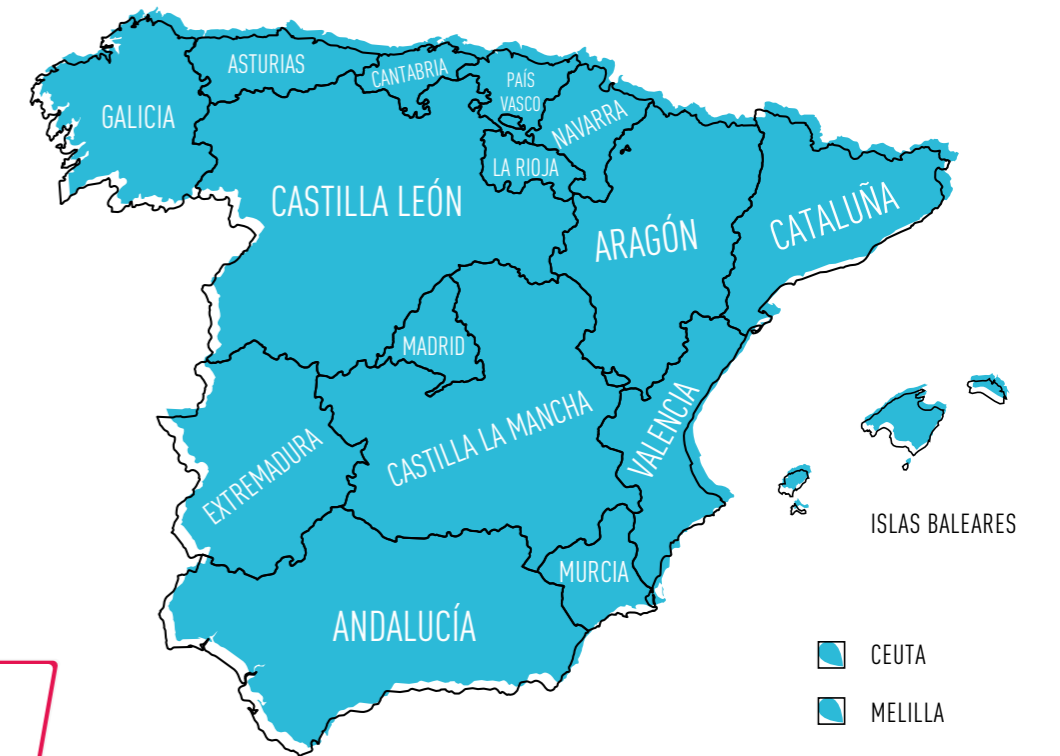 ASTURIAS
CANTABRIA
PAÍS
VASCO
GALICIA
NAVARRA
LA RIOJA
CASTILLA LEÓN
ARAGÓN
CATALUÑA
MADRID
CASTILLA LA MANCHA
VALENCIA
EXTREMADURA
ISLAS BALEARES
MURCIA
ANDALUCÍA
CEUTA
MELILLA